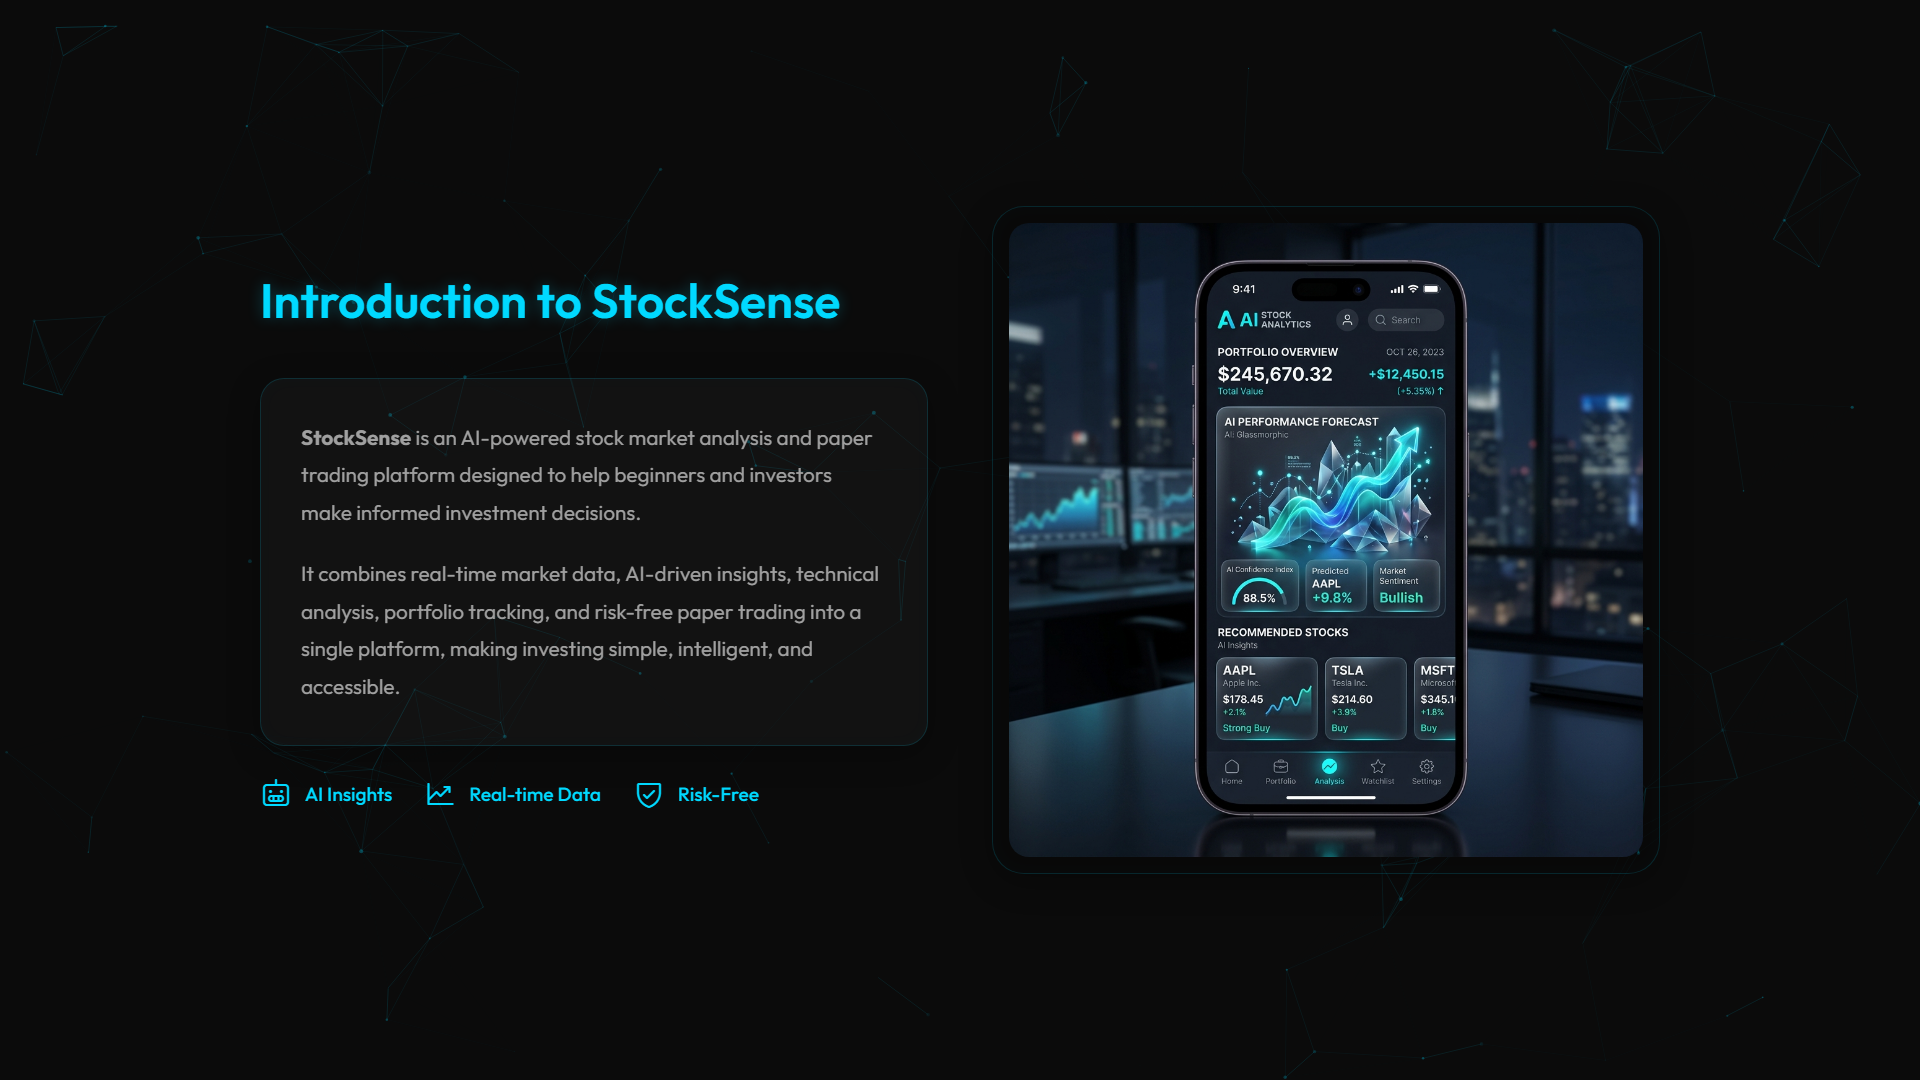 Introduction to StockSense
StockSense is an AI-powered stock market analysis and paper
trading platform designed to help beginners and investors
make informed investment decisions.
It combines real-time market data, AI-driven insights, technical
analysis, portfolio tracking, and risk-free paper trading into a
single platform, making investing simple, intelligent, and
accessible.
AI Insights
Real-time Data
Risk-Free
9:41
AI STOCK
ANALYTICS
Search
PORTFOLIO OVERVIEW
OCT 26, 2023
$245,670.32
+$12,450.15
Total Value
(+5.35%) ↑
AI PERFORMANCE FORECAST
Glassmorphic
AI Confidence Index
88.5%
Predicted
AAPL
+9.8%
Market
Sentiment
Bullish
RECOMMENDED STOCKS
AI Insights
AAPL
Apple Inc.
$178.45
+2.1%
Strong Buy
TSLA
Tesla Inc.
$214.60
+3.9%
Buy
MSFT
Microsof
$345.1
+1.8%
Buy
Home
Portfolio
Analysis
Watchlist
Settings